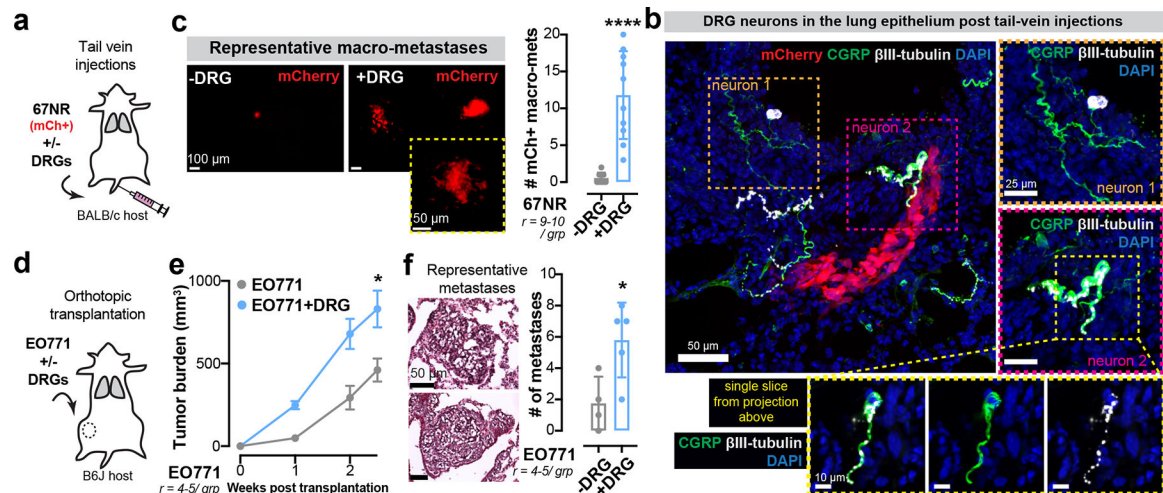 a
Tail vein
injections
67NR
(mCh+)
+/-
DRGs
BALB/c host
c
Representative macro-metastases
-DRG
mCherry
100 µm
+DRG
mCherry
50 µm
****
# mCh+ macro-mets
20
15
10
5
0
67NR
r = 9-10
/ grp
-DRG
+DRG
b
DRG neurons in the lung epithelium post tail-vein injections
mCherry CGRP βIII-tubulin DAPI
neuron 1
neuron 2
50 µm
CGRP βIII-tubulin
DAPI
25 µm
neuron 1
CGRP βIII-tubulin
DAPI
neuron 2
single slice
from projection
above
CGRP βIII-tubulin
DAPI
10 µm
d
Orthotopic
transplantation
EO771
+/-
DRGs
B6J host
e
Tumor burden (mm³)
1000
500
0
EO771
EO771+DRG
*
0
1
2
EO771
r = 4-5/ grp
Weeks post transplantation
f
Representative
metastases
50 µm
*
# of metastases
10
8
6
4
2
0
EO771
r = 4-5/ grp
-DRG
+DRG